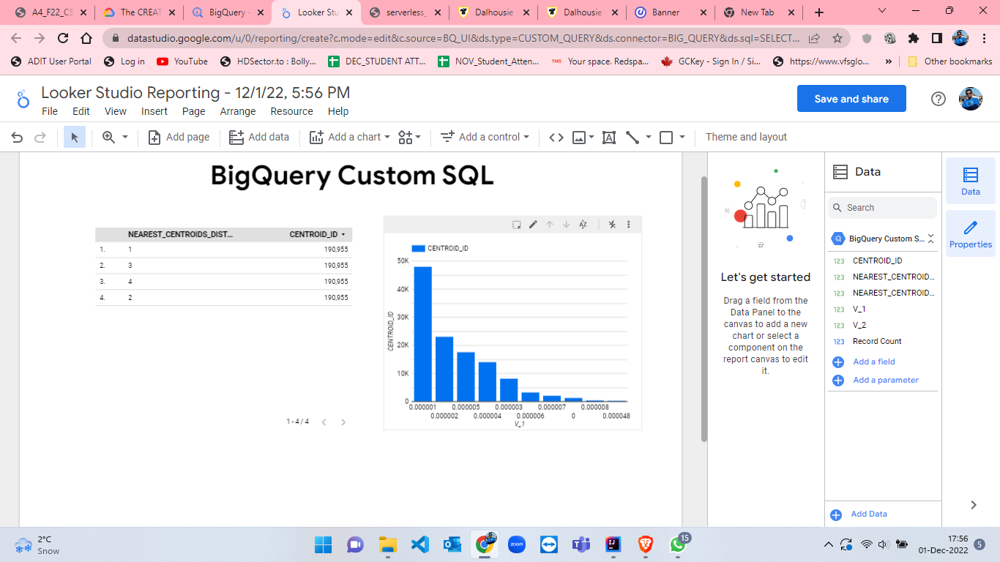 A4_F22_CS
The CREAT
BigQuery -
Looker Stu
serverless_
Dalhousie
Dalhousie
Banner
New Tab
datastudio.google.com/u/0/reporting/create?c.mode=edit&c.source=BQ_UI&ds.type=CUSTOM_QUERY&ds.connector=BIG_QUERY&ds.sql=SELECT...
ADIT User Portal
Log in
YouTube
HDSector.to : Bolly...
DEC_STUDENT ATT...
NOV_Student_Atten...
TMS
Your space. Redspa...
GCKey - Sign In / Si...
https://www.vfsglo...
»
Other bookmarks
Looker Studio Reporting - 12/1/22, 5:56 PM
File Edit View Insert Page Arrange Resource Help
Save and share
Add page
Add data
Add a chart
Add a control
Theme and layout
BigQuery Custom SQL
NEAREST_CENTROIDS_DIST... CENTROID_ID
1. 1 190,955
2. 3 190,955
3. 4 190,955
4. 2 190,955
1 - 4 / 4
CENTROID_ID
50K
40K
30K
20K
10K
0
CENTROID_ID
0.000001 0.000005 0.000003 0.000007 0.000008
0.000002 0.000004 0.000006 0 0.000048
V_1
Let's get started
Drag a field from the
Data Panel to the
canvas to add a new
chart or select a
component on the
report canvas to edit
it.
Data
Search
BigQuery Custom S...
123 CENTROID_ID
123 NEAREST_CENTROID...
123 NEAREST_CENTROID...
123 V_1
123 V_2
123 Record Count
Add a field
Add a parameter
Add Data
Data
Properties
2°C
Snow
zoom
15
17:56
01-Dec-2022
5